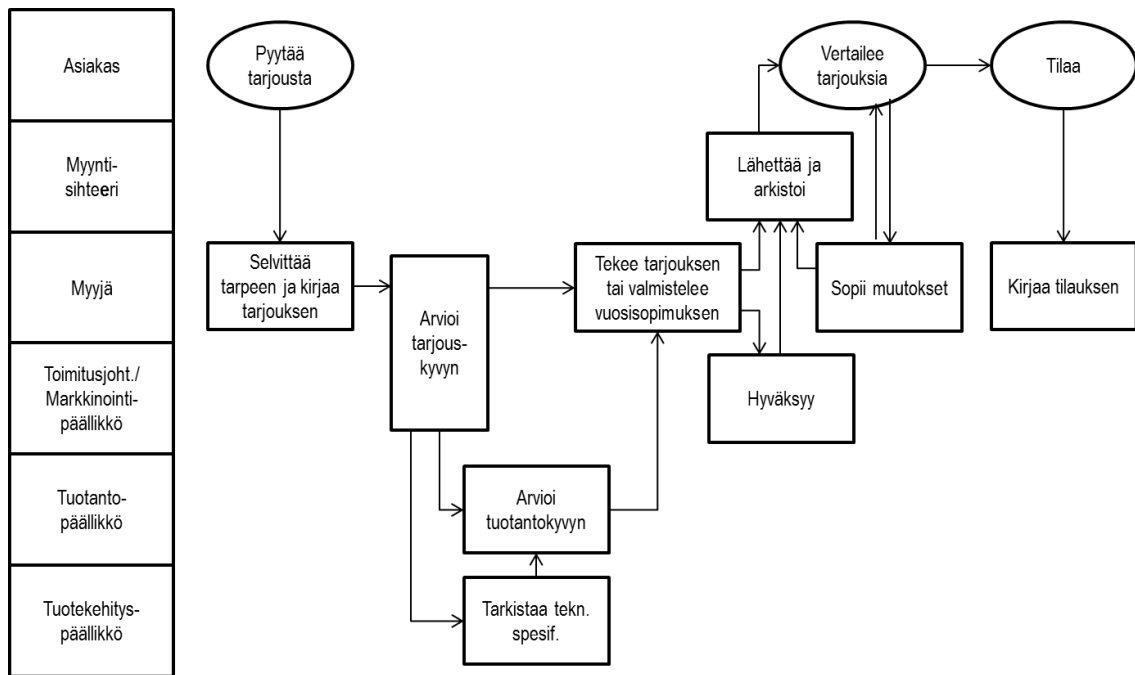 Asiakas
Myynti-
sihteeri
Myyjä
Toimitusjoht./
Markkinointi-
päällikkö
Tuotanto-
päällikkö
Tuotekehitys-
päällikkö
Pyytää
tarjousta
Vertailee
tarjouksia
Tilaa
Lähettää ja
arkistoi
Selvittää
tarpeen ja kirjaa
tarjouksen
Arvioi
tarjous-
kyvyn
Tekee tarjouksen
tai valmistelee
vuosisopimuksen
Sopii muutokset
Kirjaa tilauksen
Hyväksyy
Arvioi
tuotantokyvyn
Tarkistaa tekn.
spesif.